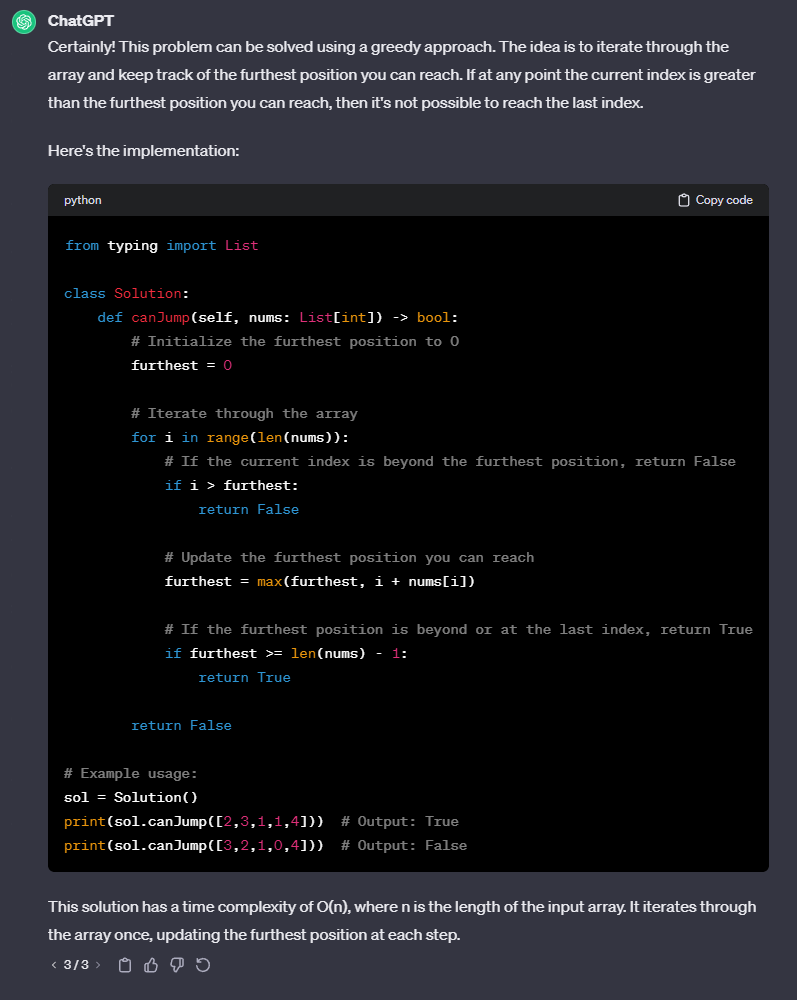 ChatGPT
Certainly! This problem can be solved using a greedy approach. The idea is to iterate through the
array and keep track of the furthest position you can reach. If at any point the current index is greater
than the furthest position you can reach, then it's not possible to reach the last index.
Here's the implementation:
python Copy code
from typing import List
class Solution:
    def canJump(self, nums: List[int]) -> bool:
        # Initialize the furthest position to 0
        furthest = 0
        # Iterate through the array
        for i in range(len(nums)):
            # If the current index is beyond the furthest position, return False
            if i > furthest:
                return False
            # Update the furthest position you can reach
            furthest = max(furthest, i + nums[i])
            # If the furthest position is beyond or at the last index, return True
            if furthest >= len(nums) - 1:
                return True
        return False
# Example usage:
sol = Solution()
print(sol.canJump([2,3,1,1,4]))  # Output: True
print(sol.canJump([3,2,1,0,4]))  # Output: False
This solution has a time complexity of O(n), where n is the length of the input array. It iterates through
the array once, updating the furthest position at each step.
< 3/3 >